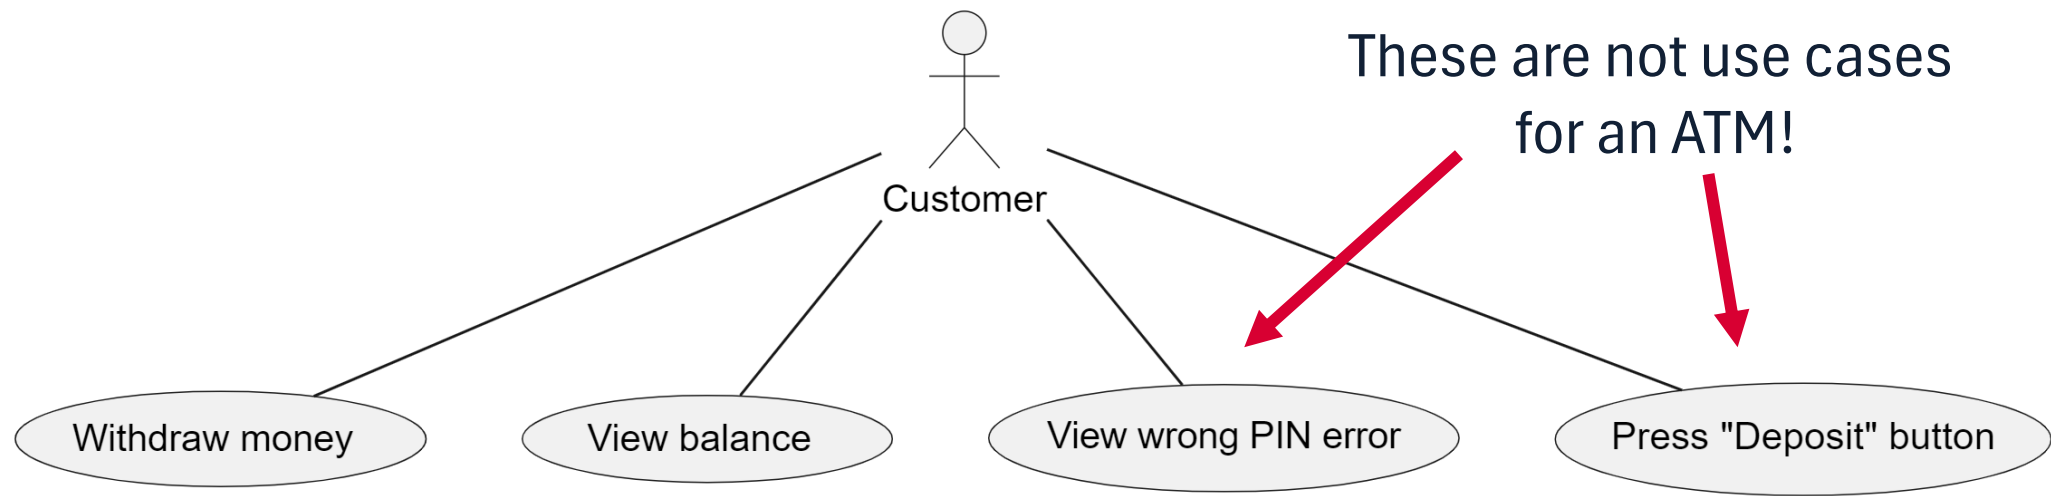 These are not use cases
for an ATM!
Customer
Withdraw money
View balance
View wrong PIN error
Press "Deposit" button